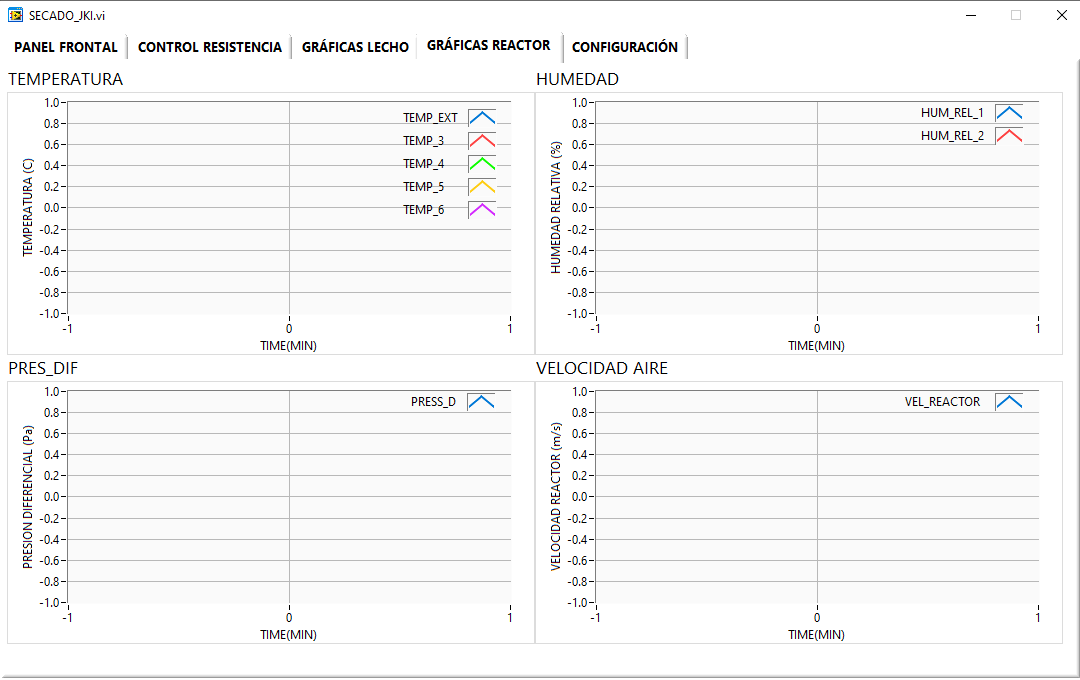 SECADO_JKI.vi
PANEL FRONTAL CONTROL RESISTENCIA GRÁFICAS LECHO GRÁFICAS REACTOR CONFIGURACIÓN
TEMPERATURA
TEMPERATURA (C)
1.0
0.8
0.6
0.4
0.2
0.0
-0.2
-0.4
-0.6
-0.8
-1.0
-1 0 1
TIME(MIN)
TEMP_EXT
TEMP_3
TEMP_4
TEMP_5
TEMP_6
HUMEDAD
HUMEDAD RELATIVA (%)
1.0
0.8
0.6
0.4
0.2
0.0
-0.2
-0.4
-0.6
-0.8
-1.0
-1 0 1
TIME(MIN)
HUM_REL_1
HUM_REL_2
PRES_DIF
PRESION DIFERENCIAL (Pa)
1.0
0.8
0.6
0.4
0.2
0.0
-0.2
-0.4
-0.6
-0.8
-1.0
-1 0 1
TIME(MIN)
PRESS_D
VELOCIDAD AIRE
VELOCIDAD REACTOR (m/s)
1.0
0.8
0.6
0.4
0.2
0.0
-0.2
-0.4
-0.6
-0.8
-1.0
-1 0 1
TIME(MIN)
VEL_REACTOR